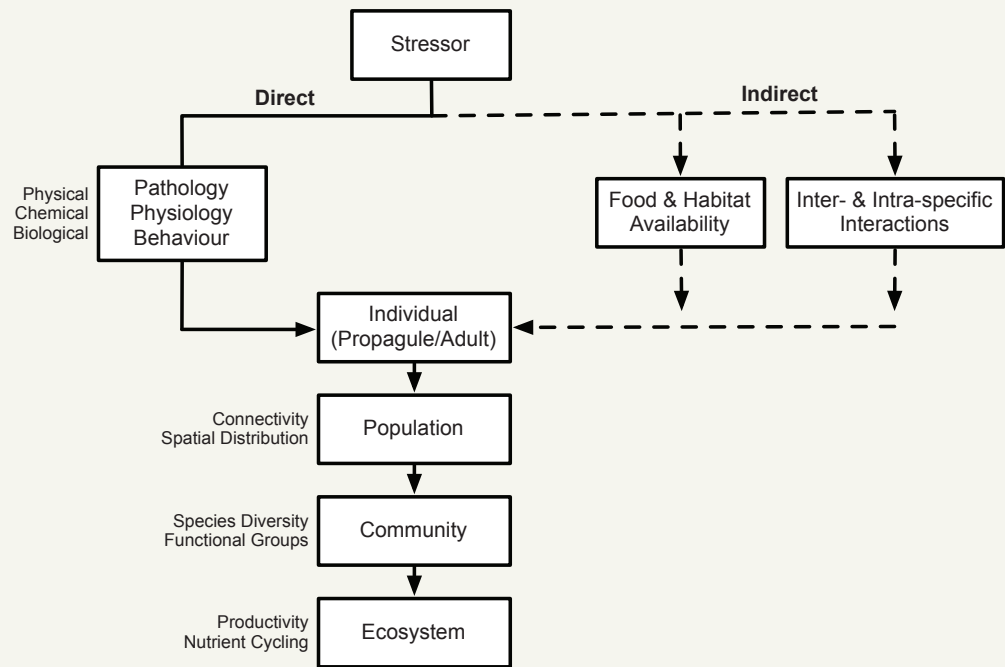 Stressor
Direct
Indirect
Physical
Chemical
Biological
Pathology
Physiology
Behaviour
Food & Habitat
Availability
Inter- & Intra-specific
Interactions
Individual
(Propagule/Adult)
Connectivity
Spatial Distribution
Population
Species Diversity
Functional Groups
Community
Productivity
Nutrient Cycling
Ecosystem